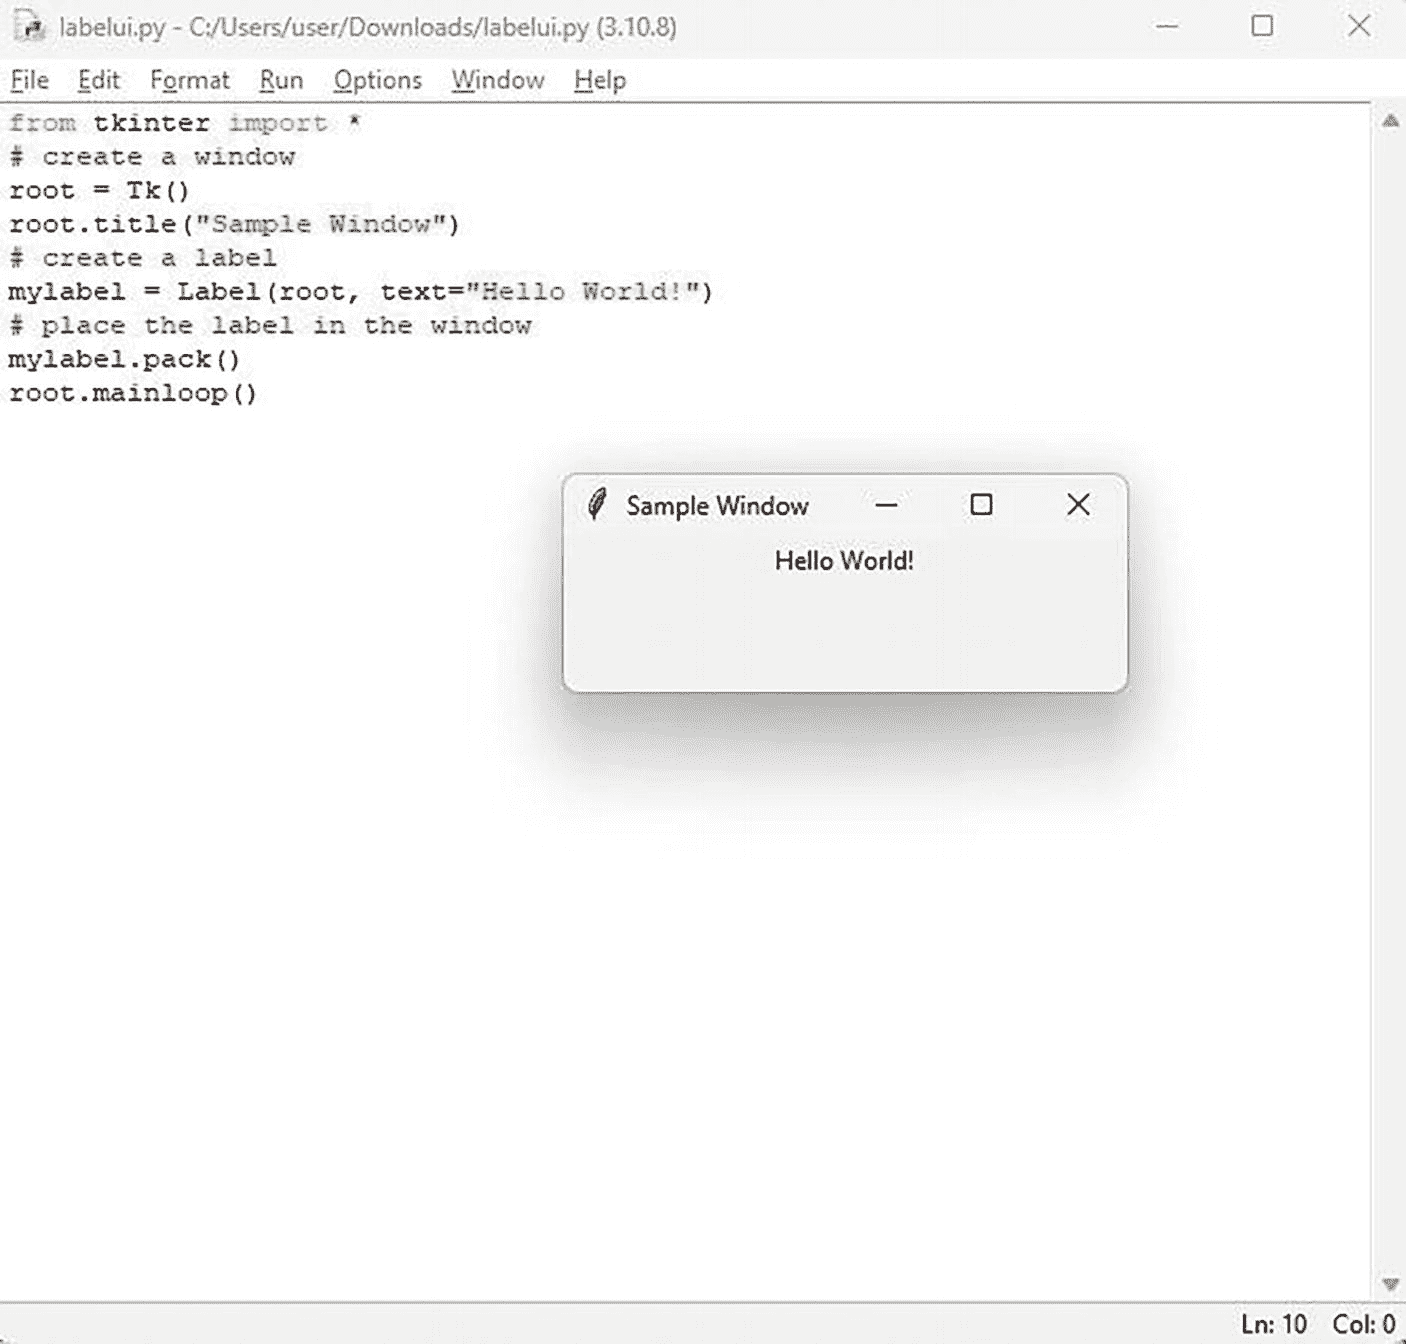 labelui.py - C:/Users/user/Downloads/labelui.py (3.10.8)
File Edit Format Run Options Window Help
from tkinter import *
# create a window
root = Tk()
root.title("Sample Window")
# create a label
mylabel = Label(root, text="Hello World!")
# place the label in the window
mylabel.pack()
root.mainloop()
Sample Window
Hello World!
Ln: 10 Col: 0